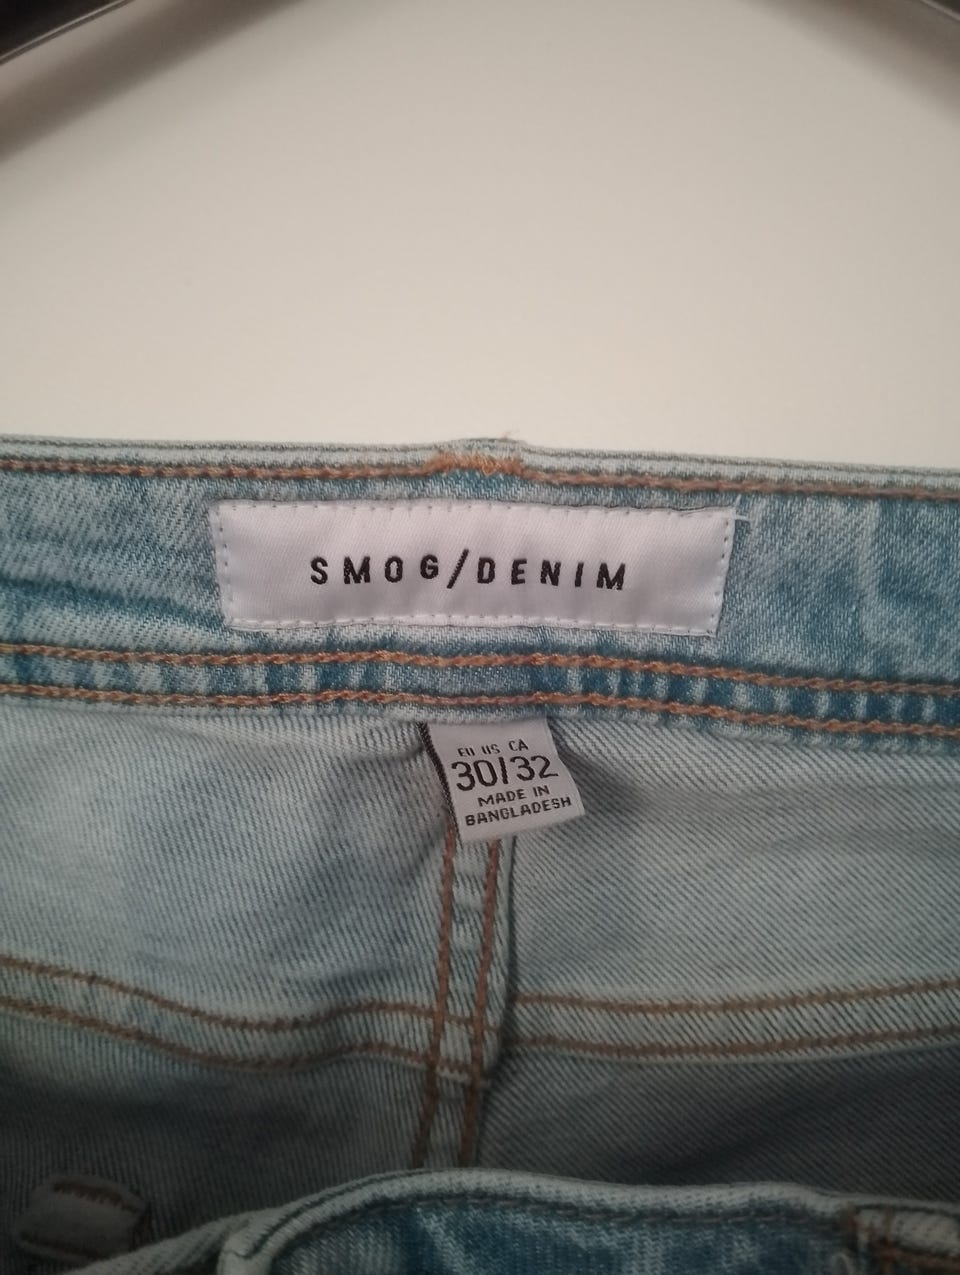 SMOG/DENIM
EU US CA
30/32
MADE IN
BANGLADESH